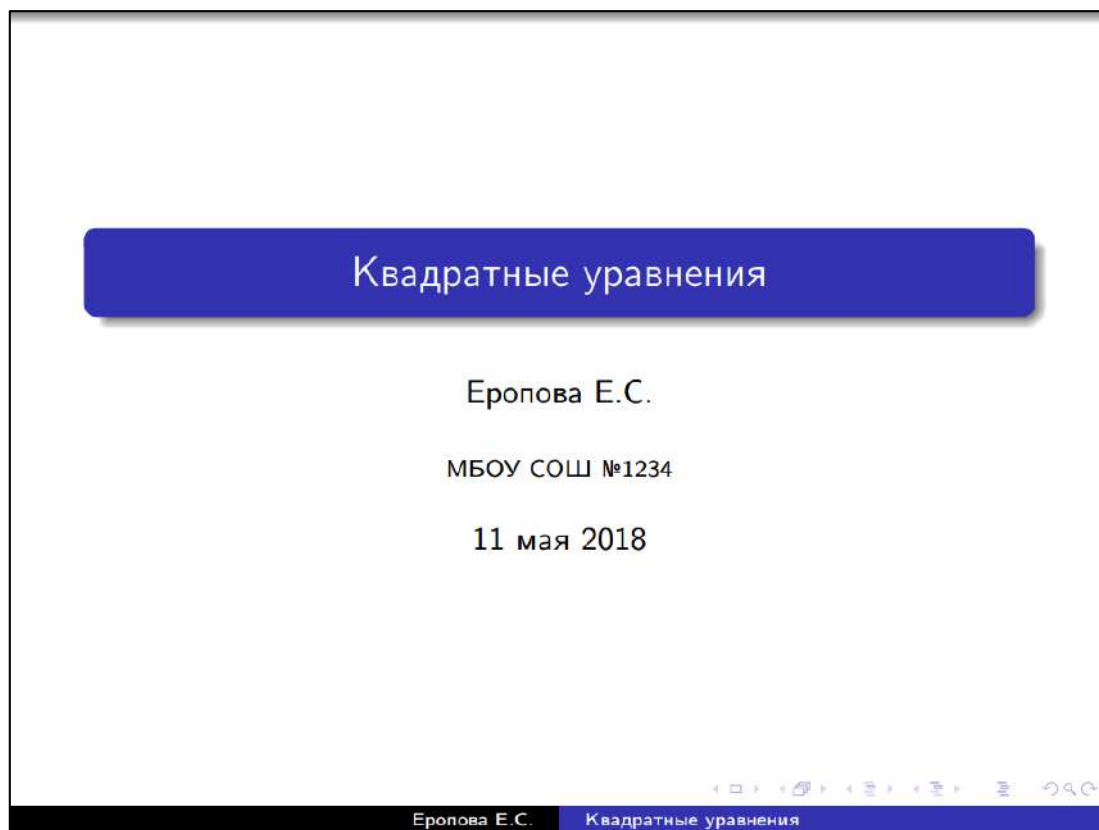 Квадратные уравнения
Еропова Е.С.
МБОУ СОШ №1234
11 мая 2018
Еропова Е.С. Квадратные уравнения